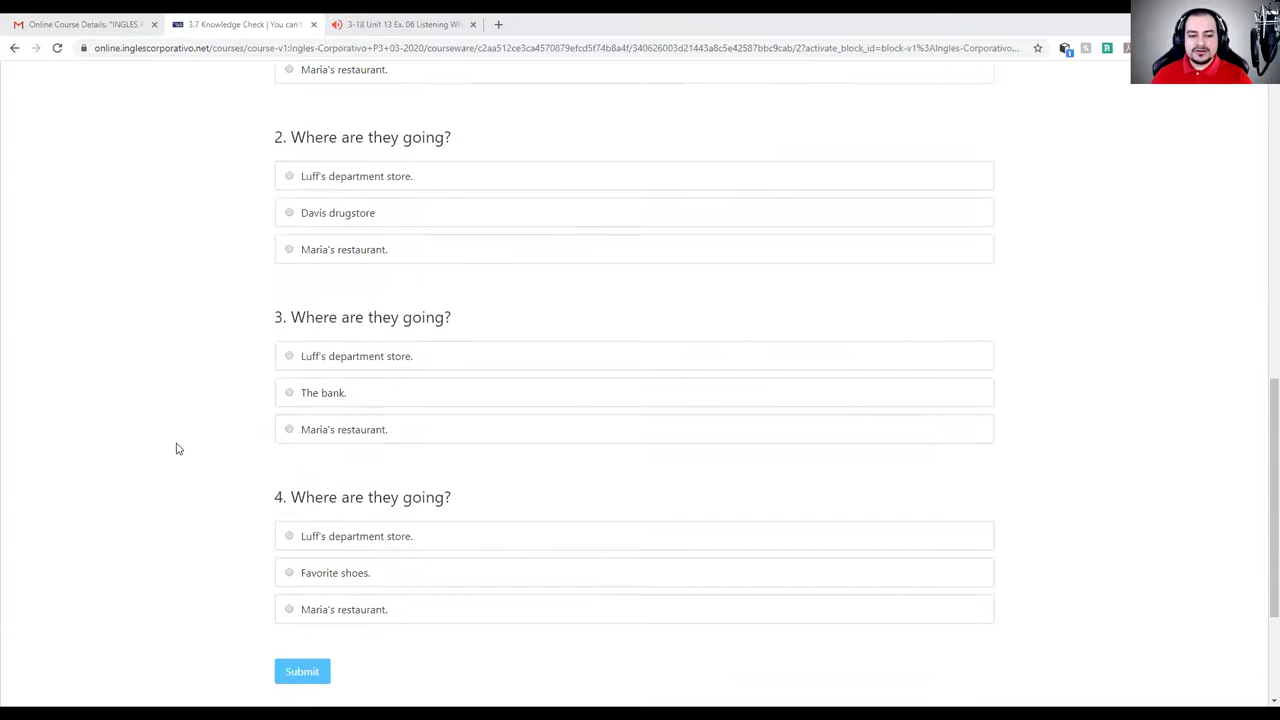 Online Course Details: "INGLES P
3.7 Knowledge Check | You can't
3-18 Unit 13 Ex. 06 Listening Wh
online.inglescorporativo.net/courses/course-v1:Ingles-Corporativo+P3+03-2020/courseware/c2aa512ce3ca4570879efcd5f74b8a4f/340626003d21443a8c5e42587bbc9cab/2?activate_block_id=block-v1%3AIngles-Corporativo...
Maria's restaurant.
2. Where are they going?
Luff's department store.
Davis drugstore
Maria's restaurant.
3. Where are they going?
Luff's department store.
The bank.
Maria's restaurant.
4. Where are they going?
Luff's department store.
Favorite shoes.
Maria's restaurant.
Submit